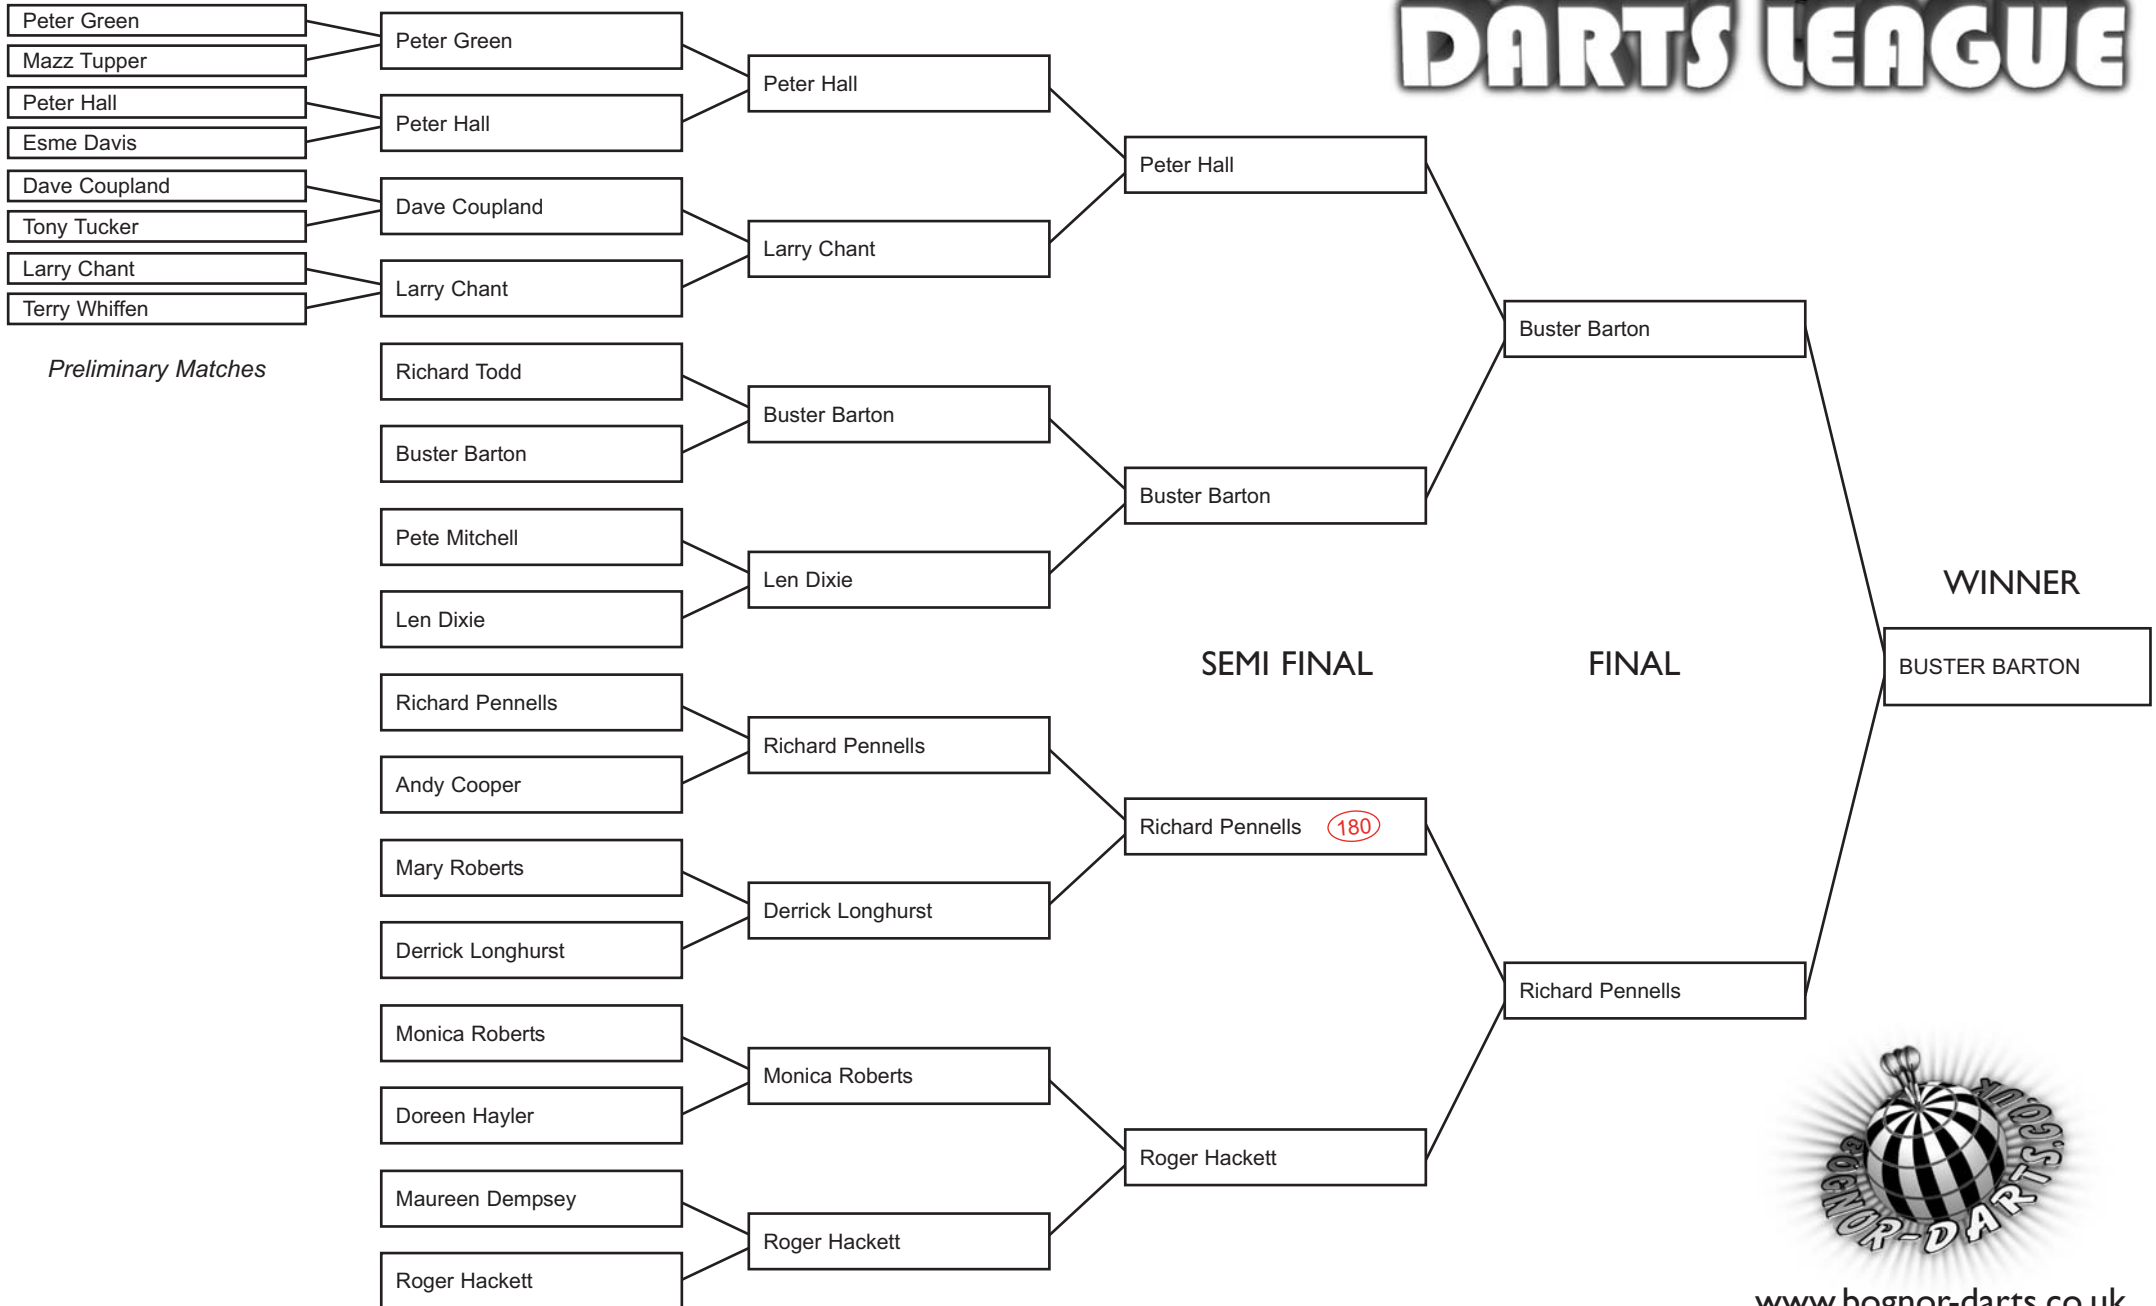 DARTS LEAGUE
Peter Green
Mazz Tupper
Peter Hall
Esme Davis
Dave Coupland
Tony Tucker
Larry Chant
Terry Whiffen
Preliminary Matches
Peter Green
Peter Hall
Dave Coupland
Larry Chant
Richard Todd
Buster Barton
Pete Mitchell
Len Dixie
Richard Pennells
Andy Cooper
Mary Roberts
Derrick Longhurst
Monica Roberts
Doreen Hayler
Maureen Dempsey
Roger Hackett
Peter Hall
Larry Chant
Buster Barton
Len Dixie
Richard Pennells
Derrick Longhurst
Monica Roberts
Roger Hackett
Peter Hall
Buster Barton
SEMI FINAL
Richard Pennells 180
Roger Hackett
Buster Barton
FINAL
Richard Pennells
WINNER
BUSTER BARTON
BOGNOR-DARTS.CO.UK
www.bognor-darts.co.uk